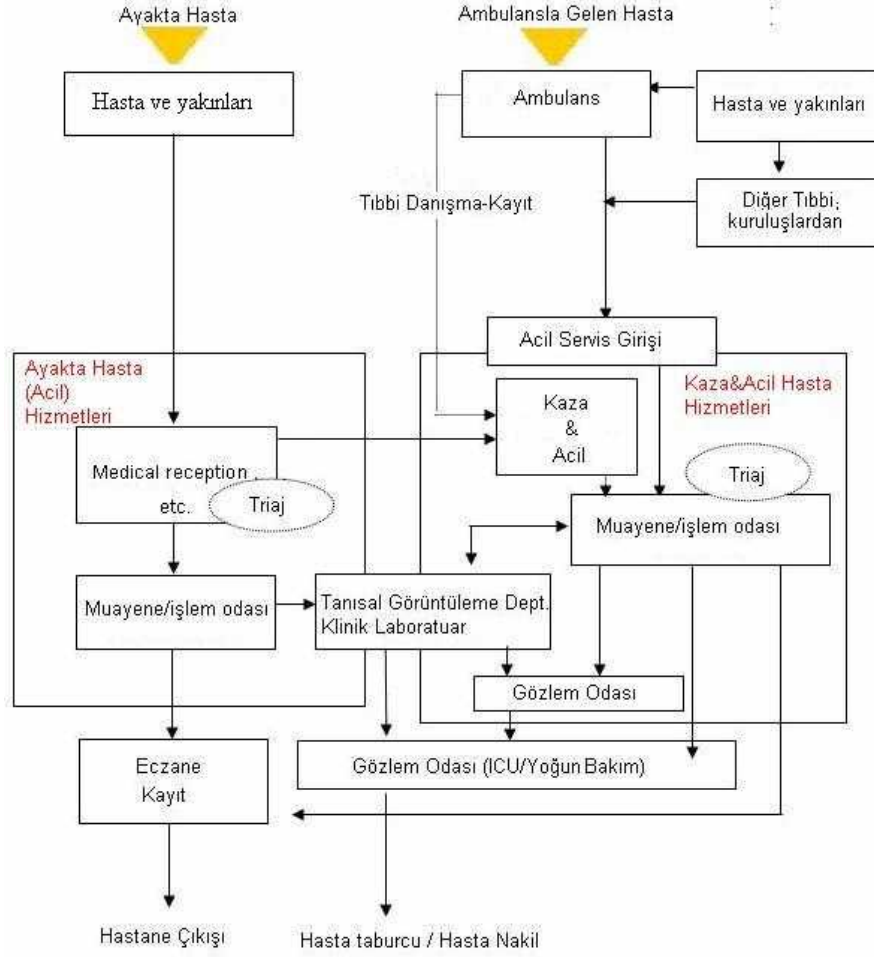 Ayakta Hasta
Ambulansla Gelen Hasta
Hasta ve yakınları
Ambulans
Hasta ve yakınları
Tıbbi Danışma-Kayıt
Diğer Tıbbi,
kuruluşlardan
Acil Servis Girişi
Ayakta Hasta
(Acil)
Hizmetleri
Kaza&Acil Hasta
Hizmetleri
Kaza
&
Acil
Medical reception
etc.
Triaj
Triaj
Muayene/işlem odası
Muayene/işlem odası
Tanısal Görüntüleme Dept.
Klinik Laboratuar
Gözlem Odası
Eczane
Kayıt
Gözlem Odası (ICU/Yoğun Bakım)
Hastane Çıkışı
Hasta taburcu / Hasta Nakil